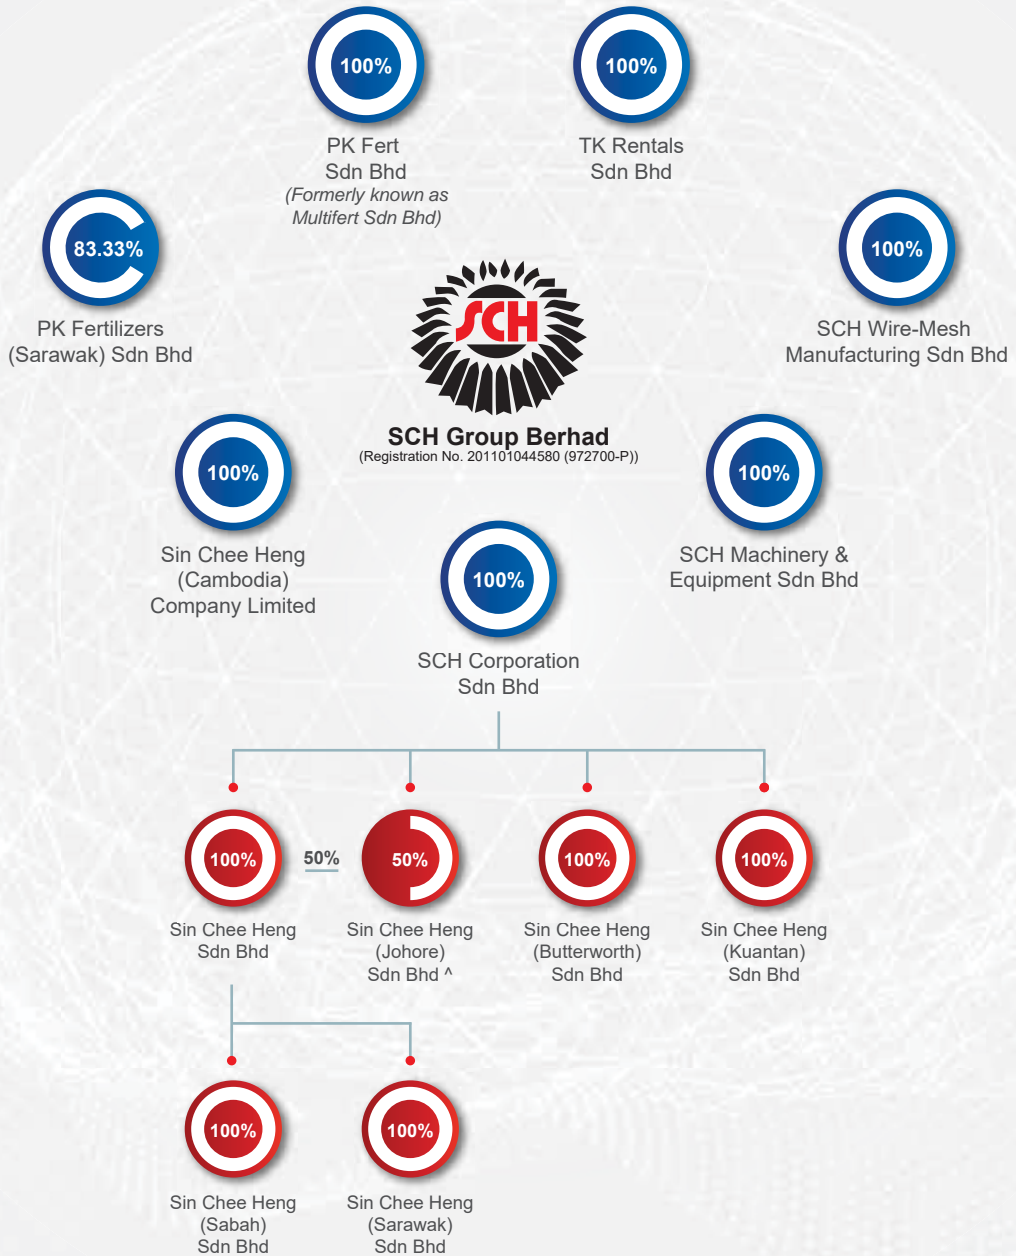 100%
PK Fert
Sdn Bhd
(Formerly known as
Multifert Sdn Bhd)
100%
TK Rentals
Sdn Bhd
83.33%
PK Fertilizers
(Sarawak) Sdn Bhd
100%
SCH Wire-Mesh
Manufacturing Sdn Bhd
SCH
SCH Group Berhad
(Registration No. 201101044580 (972700-P))
100%
Sin Chee Heng
(Cambodia)
Company Limited
100%
SCH Machinery &
Equipment Sdn Bhd
100%
SCH Corporation
Sdn Bhd
100%
Sin Chee Heng
Sdn Bhd
50%
50%
Sin Chee Heng
(Johore)
Sdn Bhd ^
100%
Sin Chee Heng
(Butterworth)
Sdn Bhd
100%
Sin Chee Heng
(Kuantan)
Sdn Bhd
100%
Sin Chee Heng
(Sabah)
Sdn Bhd
100%
Sin Chee Heng
(Sarawak)
Sdn Bhd